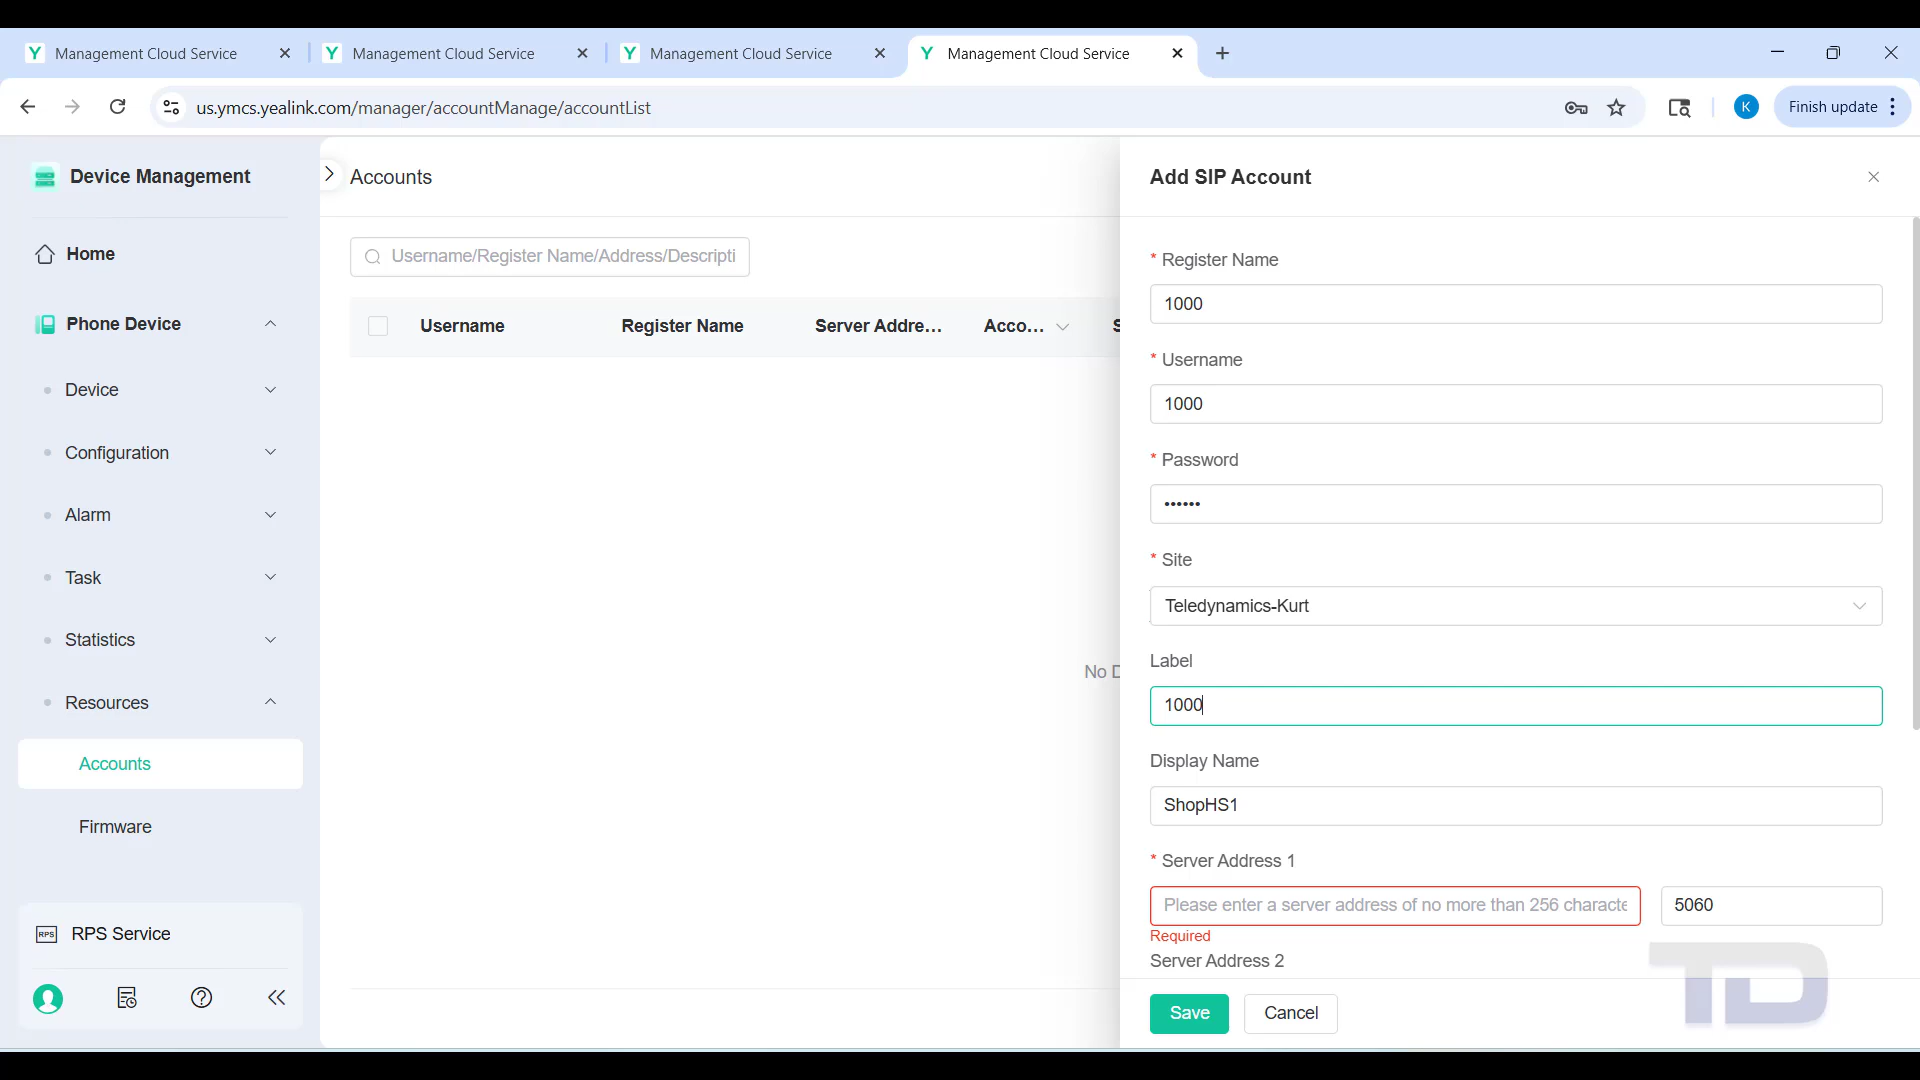 Management Cloud Service
Management Cloud Service
Management Cloud Service
Management Cloud Service
us.ymcs.yealink.com/manager/accountManage/accountList
K
Finish update
Device Management
Home
Phone Device
Device
Configuration
Alarm
Task
Statistics
Resources
Accounts
Firmware
RPS
RPS Service
Accounts
Username/Register Name/Address/Descripti
Username
Register Name
Server Addre...
Acco...
S
No D
Add SIP Account
* Register Name
1000
* Username
1000
* Password
••••••
* Site
Teledynamics-Kurt
Label
1000
Display Name
ShopHS1
* Server Address 1
Please enter a server address of no more than 256 characte
5060
Required
Server Address 2
Save
Cancel
TD